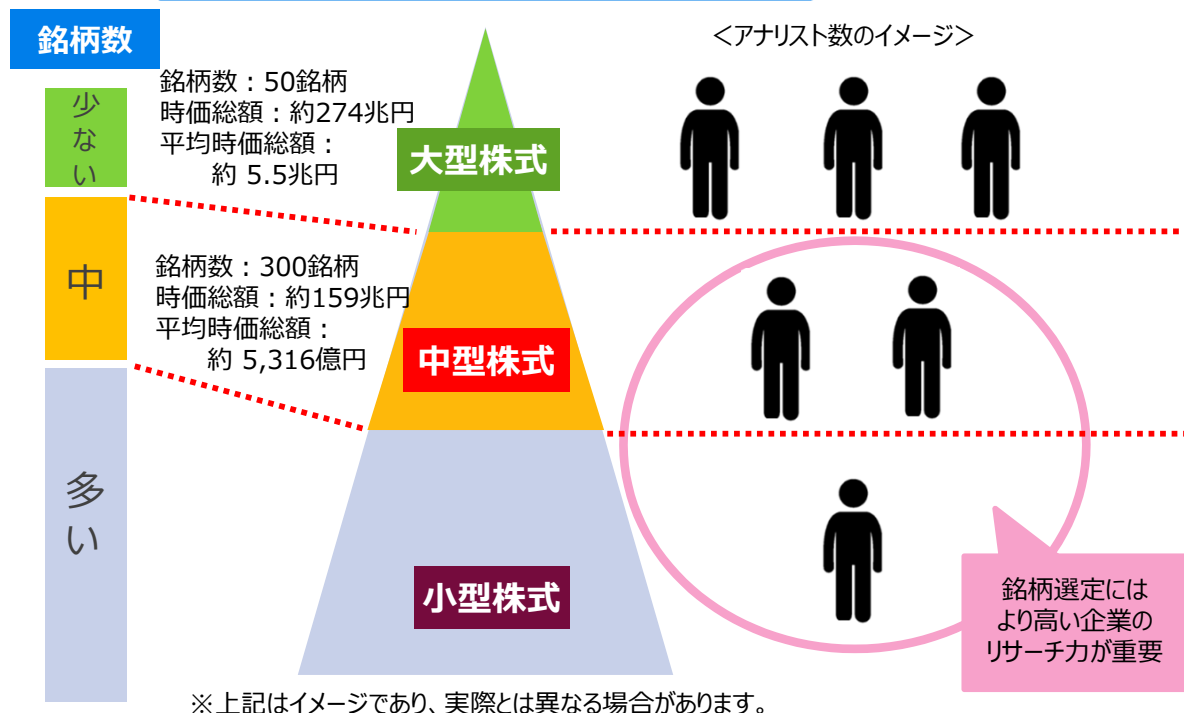 銘柄数
＜アナリスト数のイメージ＞
少
な
い
銘柄数：50銘柄
時価総額：約274兆円
平均時価総額：
約 5.5兆円
大型株式
中
銘柄数：300銘柄
時価総額：約159兆円
平均時価総額：
約 5,316億円
中型株式
多
い
小型株式
銘柄選定には
より高い企業の
リサーチ力が重要
※上記はイメージであり、実際とは異なる場合があります。